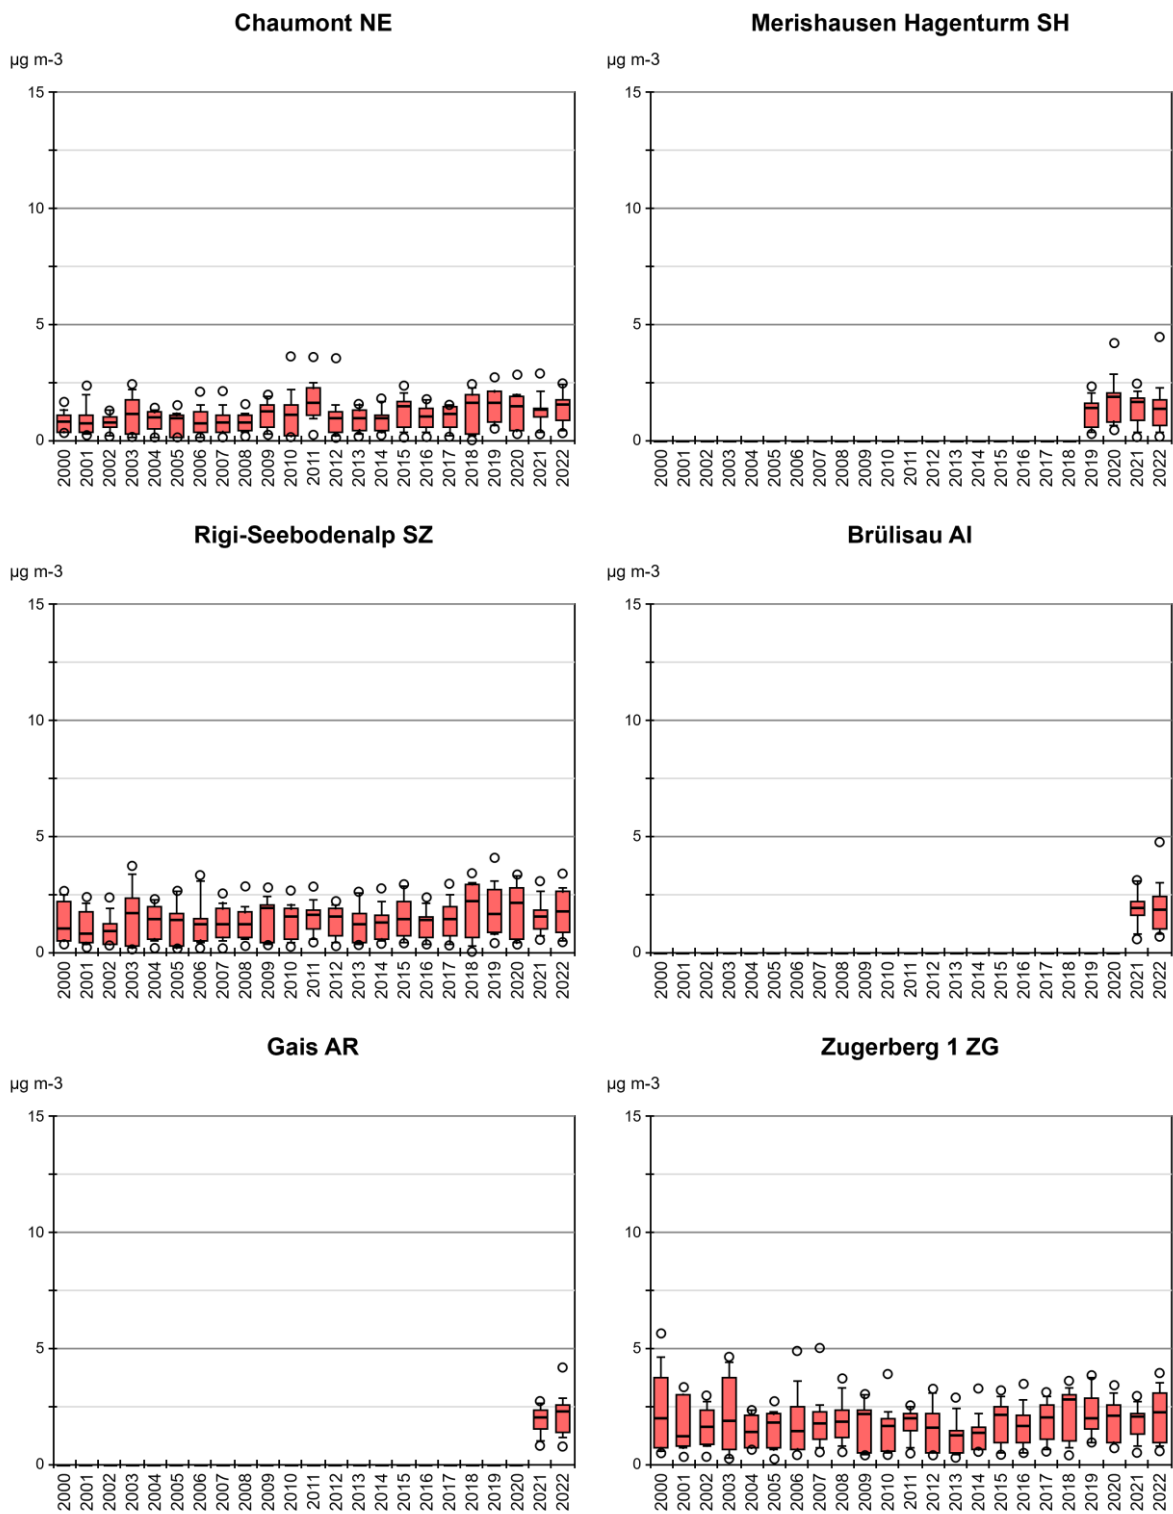 Chaumont NE
µg m-3
15
10
5
0
2000 2001 2002 2003 2004 2005 2006 2007 2008 2009 2010 2011 2012 2013 2014 2015 2016 2017 2018 2019 2020 2021 2022
Merishausen Hagenturm SH
µg m-3
15
10
5
0
2000 2001 2002 2003 2004 2005 2006 2007 2008 2009 2010 2011 2012 2013 2014 2015 2016 2017 2018 2019 2020 2021 2022
Rigi-Seebodenalp SZ
µg m-3
15
10
5
0
2000 2001 2002 2003 2004 2005 2006 2007 2008 2009 2010 2011 2012 2013 2014 2015 2016 2017 2018 2019 2020 2021 2022
Brülisau AI
µg m-3
15
10
5
0
2000 2001 2002 2003 2004 2005 2006 2007 2008 2009 2010 2011 2012 2013 2014 2015 2016 2017 2018 2019 2020 2021 2022
Gais AR
µg m-3
15
10
5
0
2000 2001 2002 2003 2004 2005 2006 2007 2008 2009 2010 2011 2012 2013 2014 2015 2016 2017 2018 2019 2020 2021 2022
Zugerberg 1 ZG
µg m-3
15
10
5
0
2000 2001 2002 2003 2004 2005 2006 2007 2008 2009 2010 2011 2012 2013 2014 2015 2016 2017 2018 2019 2020 2021 2022